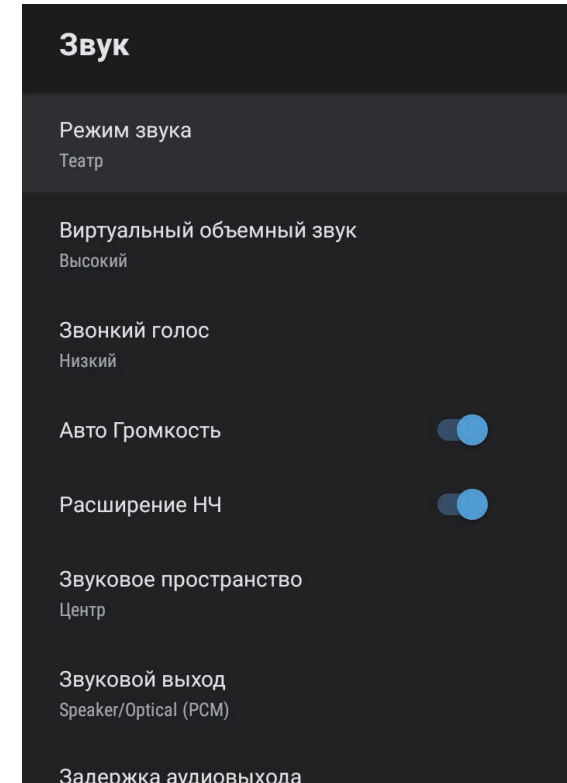 Звук
Режим звука
Театр
Виртуальный объемный звук
Высокий
Звонкий голос
Низкий
Авто Громкость
Расширение НЧ
Звуковое пространство
Центр
Звуковой выход
Speaker/Optical (PCM)
Задержка аудиовыхода